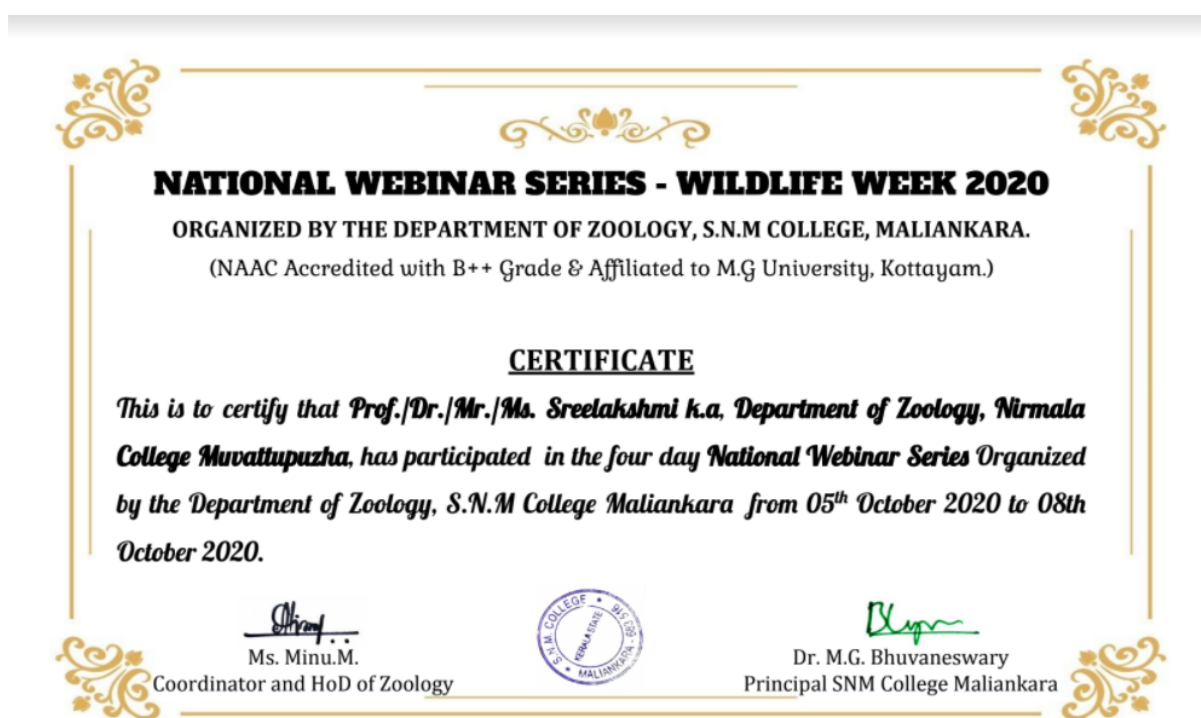 NATIONAL WEBINAR SERIES - WILDLIFE WEEK 2020
ORGANIZED BY THE DEPARTMENT OF ZOOLOGY, S.N.M COLLEGE, MALIANKARA.
(NAAC Accredited with B++ Grade & Affiliated to M.G University, Kottayam.)
CERTIFICATE
This is to certify that Prof./Dr./Mr./Ms. Sreelakshmi k.a, Department of Zoology, Nirmala
College Muvattupuzha, has participated in the four day National Webinar Series Organized
by the Department of Zoology, S.N.M College Maliankara from 05th October 2020 to 08th
October 2020.
S.N.M. COLLEGE
MALIANKARA - 683 516
KERALA STATE
Ms. Minu.M.
Coordinator and HoD of Zoology
Dr. M.G. Bhuvaneswary
Principal SNM College Maliankara